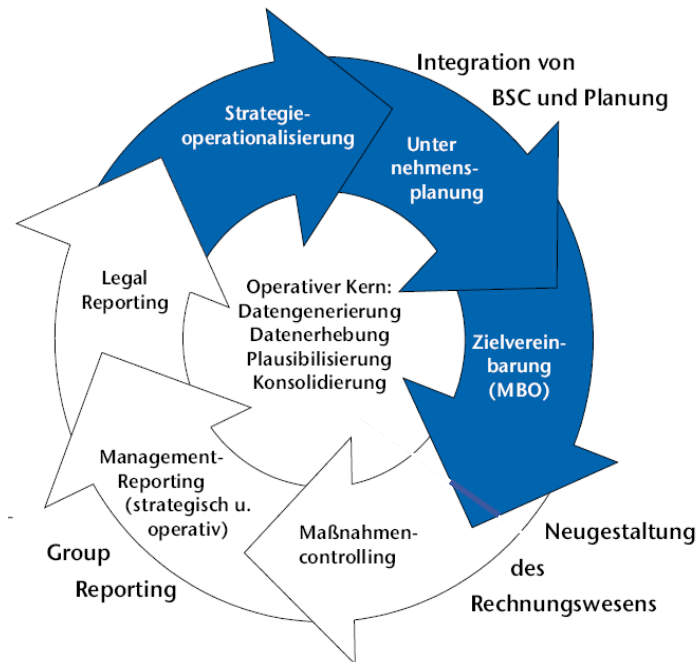 Integration von
BSC und Planung
Strategie-
operationalisierung
Unter
nehmens-
planung
Zielverein-
barung
(MBO)
Neugestaltung
des
Rechnungswesens
Maßnahmen-
controlling
Management-
Reporting
(strategisch u.
operativ)
Group
Reporting
Legal
Reporting
Operativer Kern:
Datengenerierung
Datenerhebung
Plausibilisierung
Konsolidierung